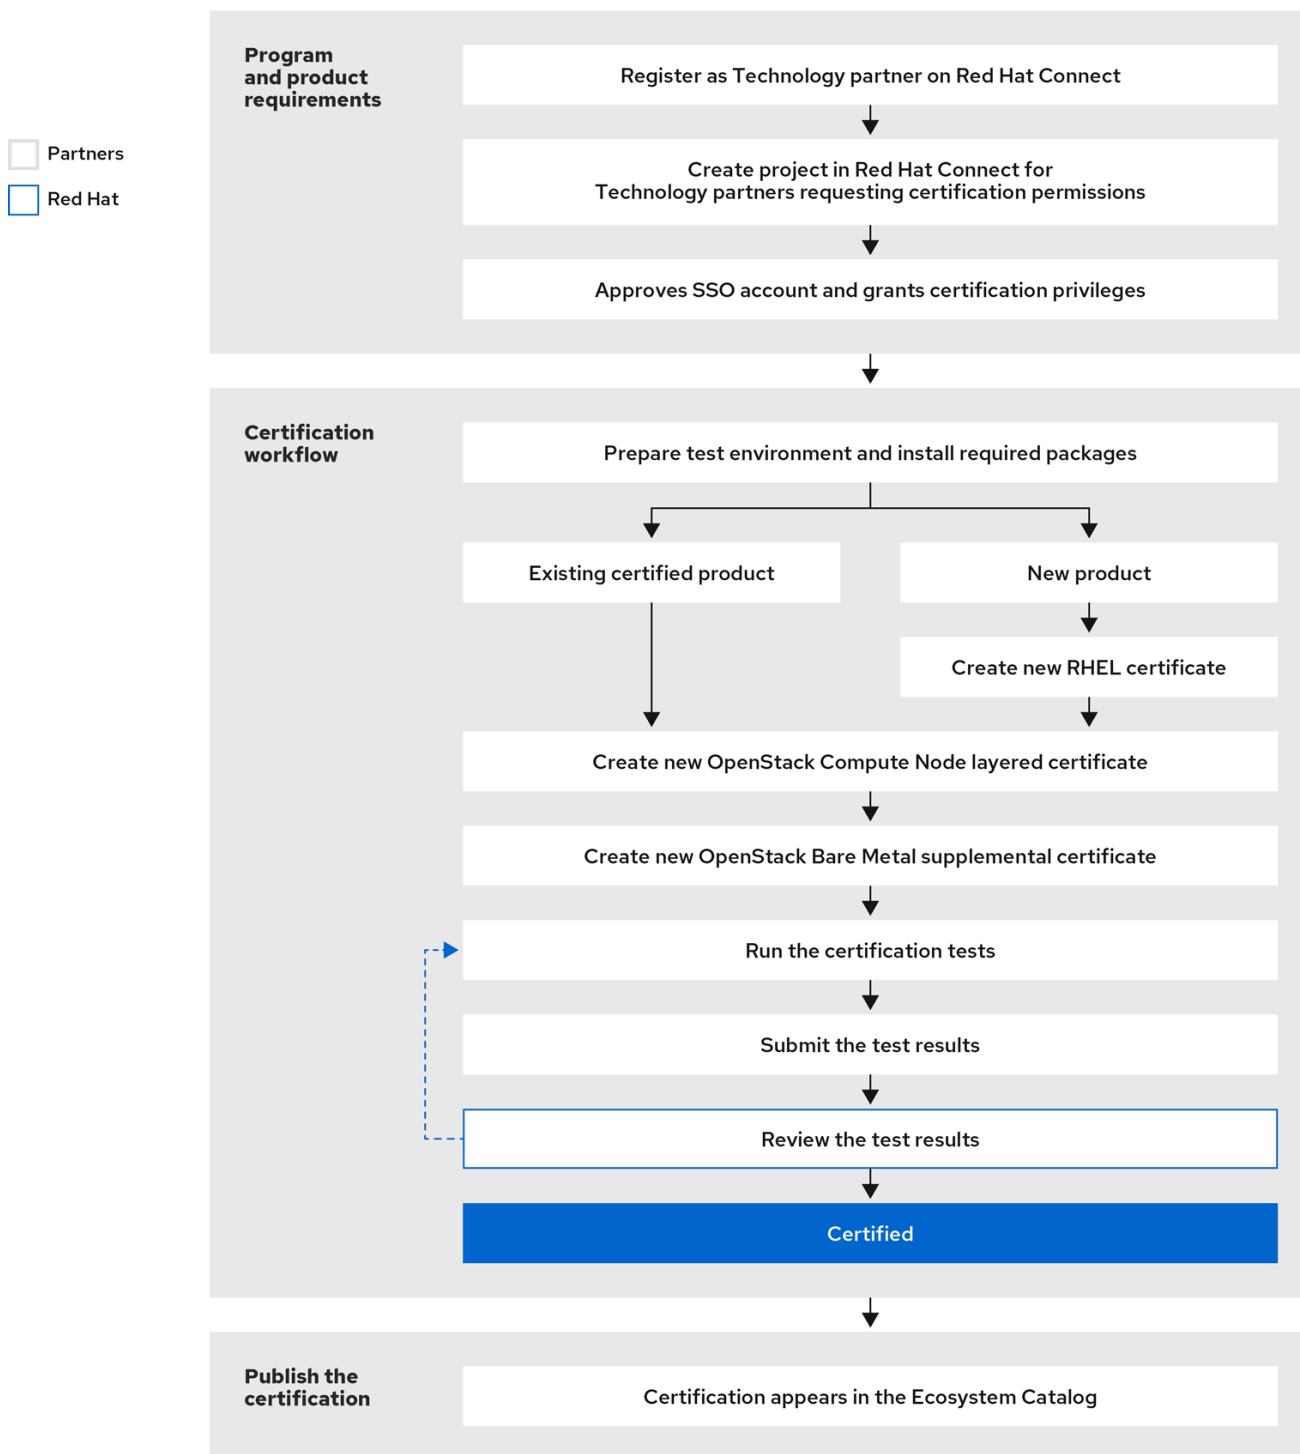 Program
and product
requirements
Register as Technology partner on Red Hat Connect
Partners
Red Hat
Create project in Red Hat Connect for
Technology partners requesting certification permissions
Approves SSO account and grants certification privileges
Certification
workflow
Prepare test environment and install required packages
Existing certified product
New product
Create new RHEL certificate
Create new OpenStack Compute Node layered certificate
Create new OpenStack Bare Metal supplemental certificate
Run the certification tests
Submit the test results
Review the test results
Certified
Publish the
certification
Certification appears in the Ecosystem Catalog